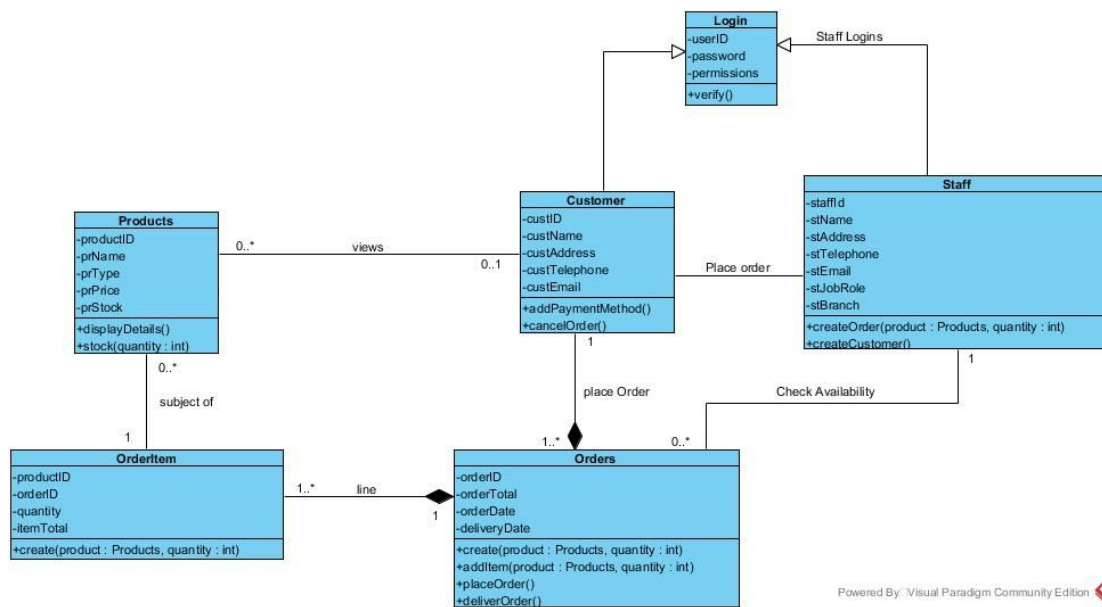 Login
-userID
-password
-permissions
+verify()
Staff Logins
Staff
-staffId
-stName
-stAddress
-stTelephone
-stEmail
-stJobRole
-stBranch
+createOrder(product : Products, quantity : int)
+createCustomer()
Customer
-custID
-custName
-custAddress
-custTelephone
-custEmail
+addPaymentMethod()
+cancelOrder()
Products
-productID
-prName
-prType
-prPrice
-prStock
+displayDetails()
+stock(quantity : int)
0..*
views
0..1
Place order
1
place Order
1..*
1
Check Availability
0..*
0..*
subject of
1
OrderItem
-productID
-orderID
-quantity
-itemTotal
+create(product : Products, quantity : int)
1..*
line
1
Orders
-orderID
-orderTotal
-orderDate
-deliveryDate
+create(product : Products, quantity : int)
+addItem(product : Products, quantity : int)
+placeOrder()
+deliverOrder()
Powered By Visual Paradigm Community Edition